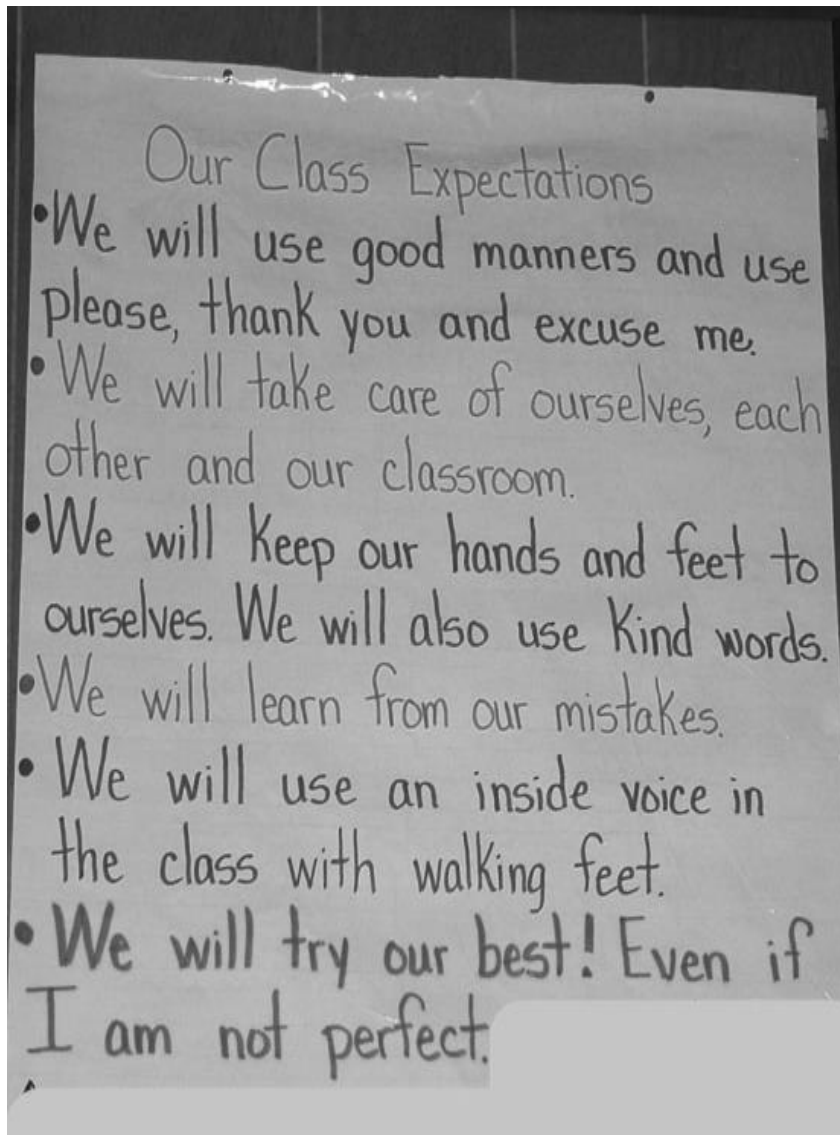 Our Class Expectations
•We will use good manners and use
please, thank you and excuse me.
•We will take care of ourselves, each
other and our classroom.
•We will keep our hands and feet to
ourselves. We will also use kind words.
•We will learn from our mistakes.
• We will use an inside voice in
the class with walking feet.
• We will try our best! Even if
I am not perfect.